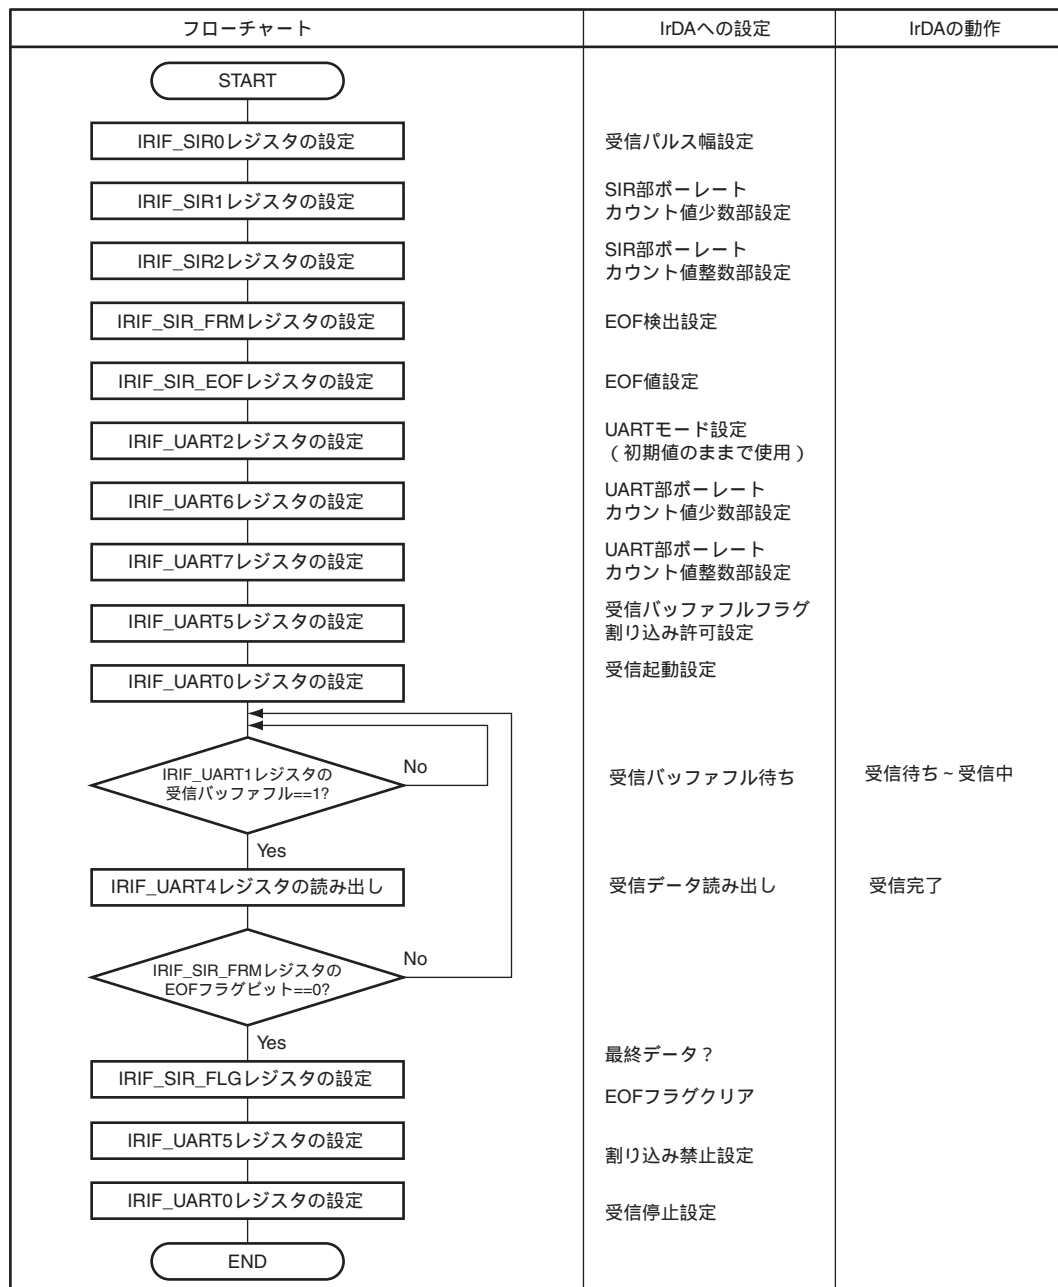 フローチャート
IrDAへの設定
IrDAの動作
START
IRIF_SIR0レジスタの設定
受信パルス幅設定
IRIF_SIR1レジスタの設定
SIR部ボーレート
カウント値少数部設定
IRIF_SIR2レジスタの設定
SIR部ボーレート
カウント値整数部設定
IRIF_SIR_FRMレジスタの設定
EOF検出設定
IRIF_SIR_EOFレジスタの設定
EOF値設定
IRIF_UART2レジスタの設定
UARTモード設定
(初期値のままで使用)
IRIF_UART6レジスタの設定
UART部ボーレート
カウント値少数部設定
IRIF_UART7レジスタの設定
UART部ボーレート
カウント値整数部設定
IRIF_UART5レジスタの設定
受信バッファフルフラグ
割り込み許可設定
IRIF_UART0レジスタの設定
受信起動設定
IRIF_UART1レジスタの
受信バッファフル==1?
No
受信バッファフル待ち
受信待ち~受信中
Yes
IRIF_UART4レジスタの読み出し
受信データ読み出し
受信完了
IRIF_SIR_FRMレジスタの
EOFフラグビット==0?
No
Yes
最終データ?
IRIF_SIR_FLGレジスタの設定
EOFフラグクリア
IRIF_UART5レジスタの設定
割り込み禁止設定
IRIF_UART0レジスタの設定
受信停止設定
END